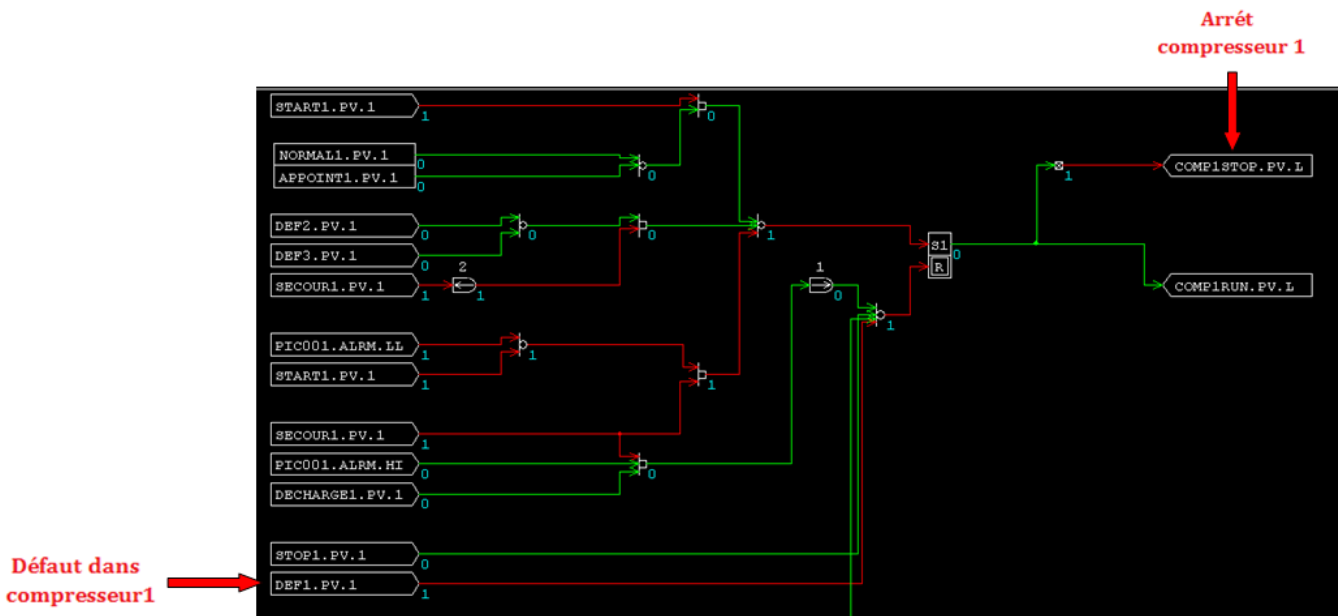 Arrét
compresseur 1
START1.PV.1
1
0
NORMAL1.PV.1
0
APPOINT1.PV.1
0
0
COMP1STOP.PV.L
1
DEF2.PV.1
0
0
0
1
DEF3.PV.1
0
S1
0
R
2
1
SECOUR1.PV.1
1
1
0
COMP1RUN.PV.L
1
PIC001.ALRM.LL
1
1
START1.PV.1
1
1
SECOUR1.PV.1
1
PIC001.ALRM.HI
0
0
DECHARGE1.PV.1
0
STOP1.PV.1
0
Défaut dans
compresseur1
DEF1.PV.1
1